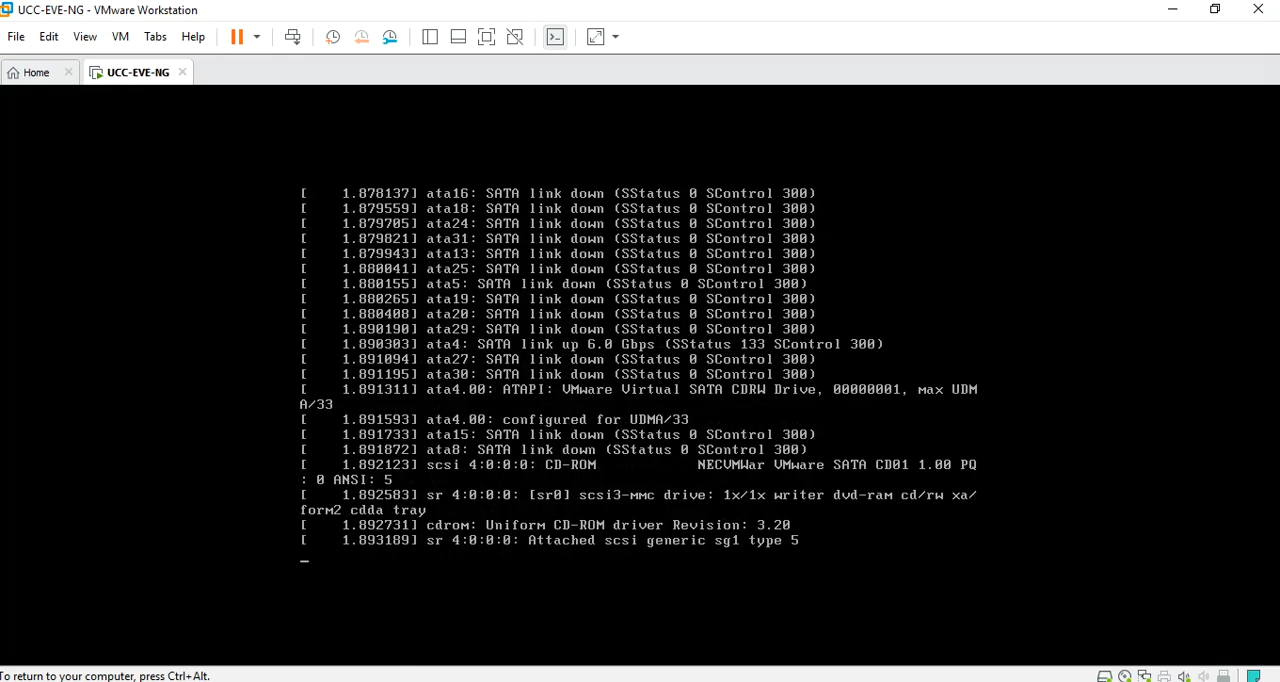 UCC-EVE-NG - VMware Workstation
File Edit View VM Tabs Help
Home UCC-EVE-NG
[ 1.878137] ata16: SATA link down (SStatus 0 SControl 300)
[ 1.879559] ata18: SATA link down (SStatus 0 SControl 300)
[ 1.879705] ata24: SATA link down (SStatus 0 SControl 300)
[ 1.879821] ata31: SATA link down (SStatus 0 SControl 300)
[ 1.879943] ata13: SATA link down (SStatus 0 SControl 300)
[ 1.880041] ata25: SATA link down (SStatus 0 SControl 300)
[ 1.880155] ata5: SATA link down (SStatus 0 SControl 300)
[ 1.880265] ata19: SATA link down (SStatus 0 SControl 300)
[ 1.880408] ata20: SATA link down (SStatus 0 SControl 300)
[ 1.890190] ata29: SATA link down (SStatus 0 SControl 300)
[ 1.890303] ata4: SATA link up 6.0 Gbps (SStatus 133 SControl 300)
[ 1.891094] ata27: SATA link down (SStatus 0 SControl 300)
[ 1.891195] ata30: SATA link down (SStatus 0 SControl 300)
[ 1.891311] ata4.00: ATAPI: VMware Virtual SATA CDRW Drive, 00000001, max UDM
A/33
[ 1.891593] ata4.00: configured for UDMA/33
[ 1.891733] ata15: SATA link down (SStatus 0 SControl 300)
[ 1.891872] ata8: SATA link down (SStatus 0 SControl 300)
[ 1.892123] scsi 4:0:0:0: CD-ROM NECVMWar VMware SATA CD01 1.00 PQ
: 0 ANSI: 5
[ 1.892583] sr 4:0:0:0: [sr0] scsi3-mmc drive: 1x/1x writer dvd-ram cd/rw xa/
form2 cdda tray
[ 1.892731] cdrom: Uniform CD-ROM driver Revision: 3.20
[ 1.893189] sr 4:0:0:0: Attached scsi generic sg1 type 5
_
To return to your computer, press Ctrl+Alt.